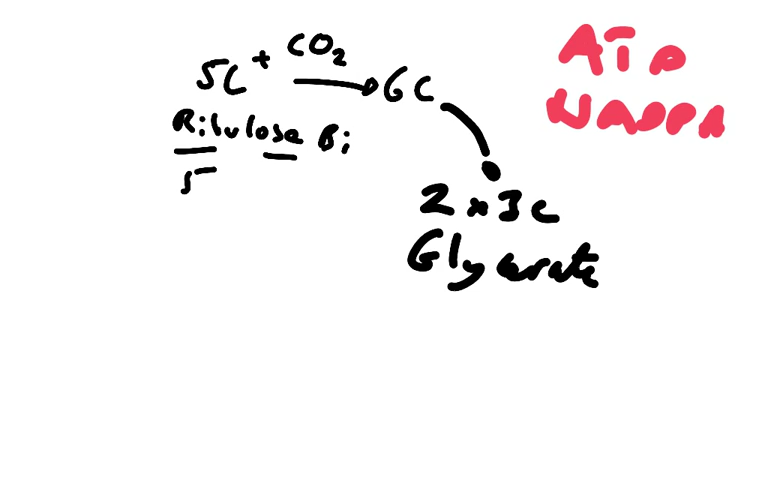 5C + CO2 → 6C
Ribulose Bi
5
2 x 3C
Glycerate
ATP
NADPH